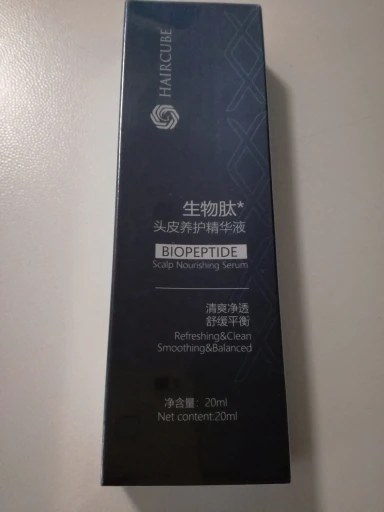 HAIRCUBE
生物肽*
头皮养护精华液
BIOPEPTIDE
Scalp Nourishing Serum
清爽净透
舒缓平衡
Refreshing&Clean
Smoothing&Balanced
净含量：20ml
Net content:20ml